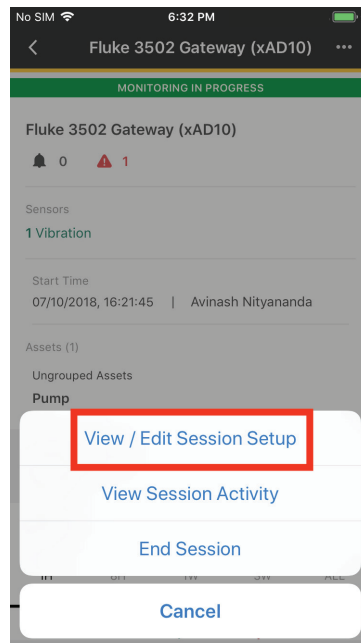 No SIM 6:32 PM
Fluke 3502 Gateway (xAD10)
MONITORING IN PROGRESS
Fluke 3502 Gateway (xAD10)
0 1
Sensors
1 Vibration
Start Time
07/10/2018, 16:21:45 | Avinash Nityananda
Assets (1)
Ungrouped Assets
Pump
View / Edit Session Setup
View Session Activity
End Session
Cancel